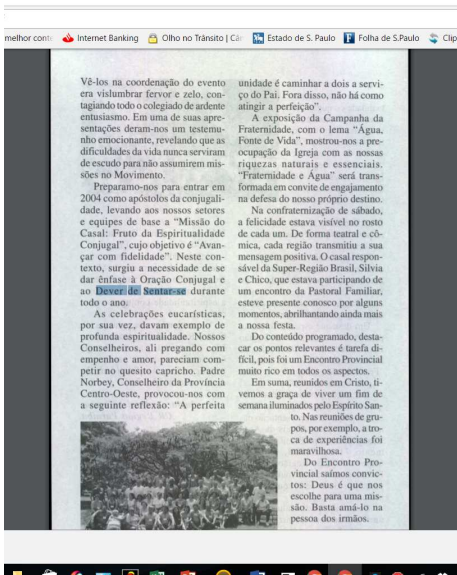 melhor cont
Internet Banking
Olho no Trânsito | Câ
Estado de S. Paulo
Folha de S.Paulo
Clip
Vê-los na coordenação do evento
era vislumbrar fervor e zelo, con-
tagiando todo o colegiado de ardente
entusiasmo. Em uma de suas apre-
sentações deram-nos um testemu-
nho emocionante, revelando que as
dificuldades da vida nunca serviram
de escudo para não assumirem mis-
sões no Movimento.
Preparamo-nos para entrar em
2004 como apóstolos da conjugali-
dade, levando aos nossos setores
e equipes de base a "Missão do
Casal: Fruto da Espiritualidade
Conjugal", cujo objetivo é "Avan-
çar com fidelidade". Neste con-
texto, surgiu a necessidade de se
dar ênfase à Oração Conjugal e
ao Dever de Sentar-se durante
todo o ano.
As celebrações eucarísticas,
por sua vez, davam exemplo de
profunda espiritualidade. Nossos
Conselheiros, ali pregando com
empenho e amor, pareciam com-
petir no quesito capricho. Padre
Norbey, Conselheiro da Província
Centro-Oeste, provocou-nos com
a seguinte reflexão: "A perfeita
unidade é caminhar a dois a servi-
ço do Pai. Fora disso, não há como
atingir a perfeição".
A exposição da Campanha da
Fraternidade, com o lema "Água,
Fonte de Vida", mostrou-nos a pre-
ocupação da Igreja com as nossas
riquezas naturais e essenciais.
"Fraternidade e Água" será trans-
formada em convite de engajamento
na defesa do nosso próprio destino.
Na confraternização de sábado,
a felicidade estava visível no rosto
de cada um. De forma teatral e cô-
mica, cada região transmitiu a sua
mensagem positiva. O casal respon-
sável da Super-Região Brasil, Silvia
e Chico, que estava participando de
um encontro da Pastoral Familiar,
esteve presente conosco por alguns
momentos, abrilhantando ainda mais
a nossa festa.
Do conteúdo programado, desta-
car os pontos relevantes é tarefa di-
fícil, pois foi um Encontro Provincial
muito rico em todos os aspectos.
Em suma, reunidos em Cristo, ti-
vemos a graça de viver um fim de
semana iluminados pelo Espírito San-
to. Nas reuniões de gru-
pos, por exemplo, a tro-
ca de experiências foi
maravilhosa.
Do Encontro Pro-
vincial saímos convic-
tos: Deus é que nos
escolhe para uma mis-
são. Basta amá-lo na
pessoa dos irmãos.